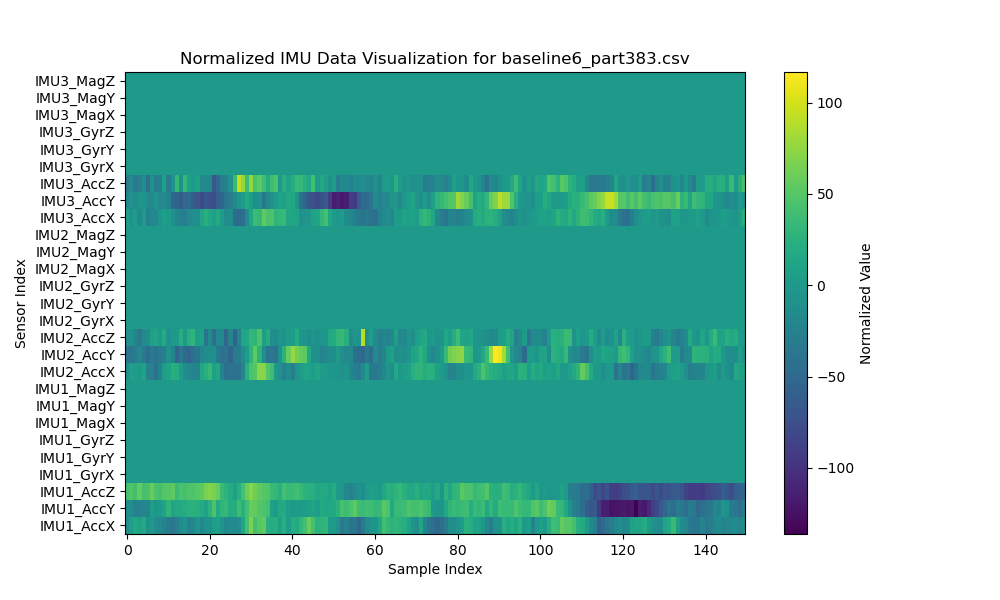 Normalized IMU Data Visualization for baseline6_part383.csv
IMU3_MagZ
IMU3_MagY
IMU3_MagX
IMU3_GyrZ
IMU3_GyrY
IMU3_GyrX
IMU3_AccZ
IMU3_AccY
IMU3_AccX
IMU2_MagZ
IMU2_MagY
IMU2_MagX
IMU2_GyrZ
IMU2_GyrY
IMU2_GyrX
IMU2_AccZ
IMU2_AccY
IMU2_AccX
IMU1_MagZ
IMU1_MagY
IMU1_MagX
IMU1_GyrZ
IMU1_GyrY
IMU1_GyrX
IMU1_AccZ
IMU1_AccY
IMU1_AccX
Sensor Index
0 20 40 60 80 100 120 140
Sample Index
100
50
0
−50
−100
Normalized Value